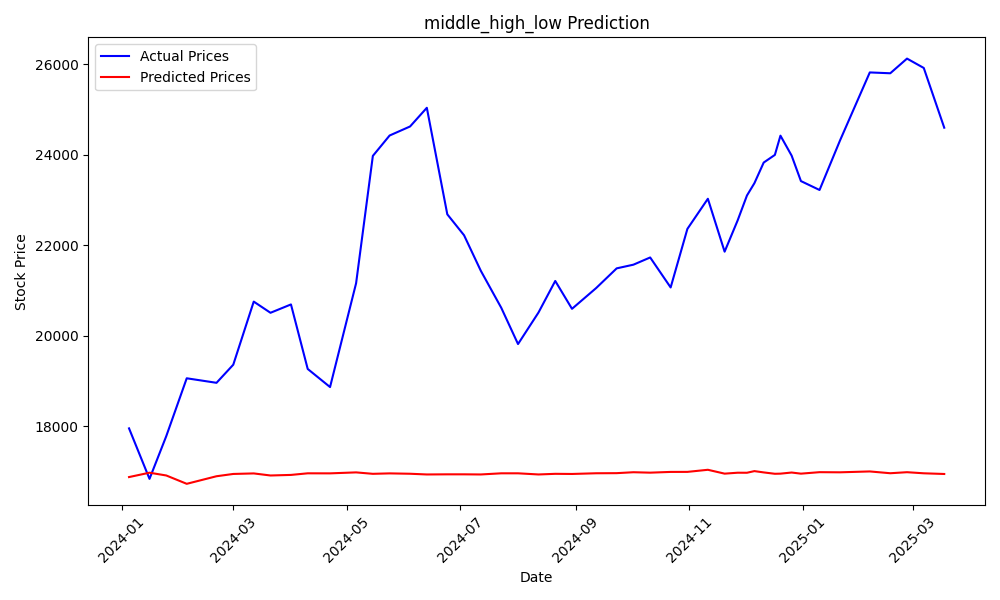 middle_high_low Prediction
Actual Prices
Predicted Prices
Stock Price
26000
24000
22000
20000
18000
2024-01
2024-03
2024-05
2024-07
2024-09
2024-11
2025-01
2025-03
Date